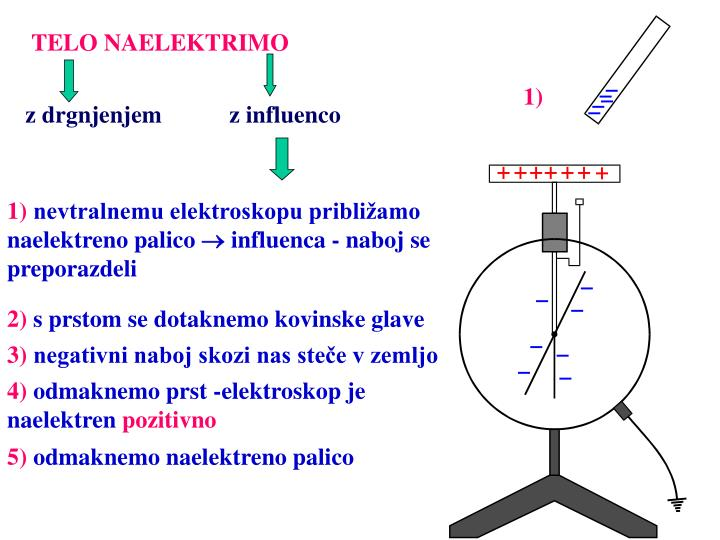 TELO NAELEKTRIMO
z drgnjenjem z influenco
1)
+ + + + + + +
1) nevtralnemu elektroskopu približamo
naelektreno palico → influenca - naboj se
preporazdeli
2) s prstom se dotaknemo kovinske glave
3) negativni naboj skozi nas steče v zemljo
4) odmaknemo prst -elektroskop je
naelektren pozitivno
5) odmaknemo naelektreno palico